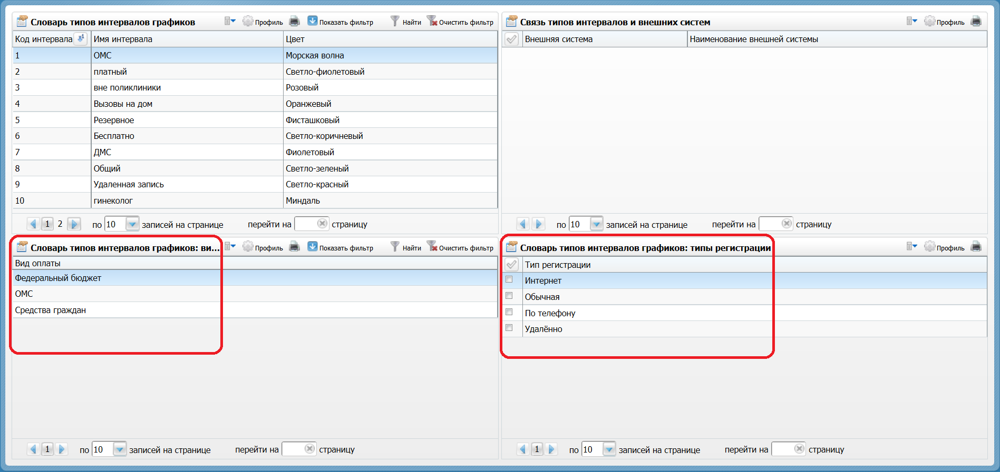 Словарь типов интервалов графиков Профиль Показать фильтр Найти Очистить фильтр
Код интервала 1 Имя интервала Цвет
1 ОМС Морская волна
2 платный Светло-фиолетовый
3 вне поликлиники Розовый
4 Вызовы на дом Оранжевый
5 Резервное Фисташковый
6 Бесплатно Светло-коричневый
7 ДМС Фиолетовый
8 Общий Светло-зеленый
9 Удаленная запись Светло-красный
10 гинеколог Миндаль
1 2 по 10 записей на странице перейти на страницу
Связь типов интервалов и внешних систем Профиль
Внешняя система Наименование внешней системы
по 10 записей на странице перейти на страницу
Словарь типов интервалов графиков: ви... Профиль Показать фильтр Найти Очистить фильтр
Вид оплаты
Федеральный бюджет
ОМС
Средства граждан
1 по 10 записей на странице перейти на страницу
Словарь типов интервалов графиков: типы регистрации Профиль
Тип регистрации
Интернет
Обычная
По телефону
Удалённо
1 по 10 записей на странице перейти на страницу